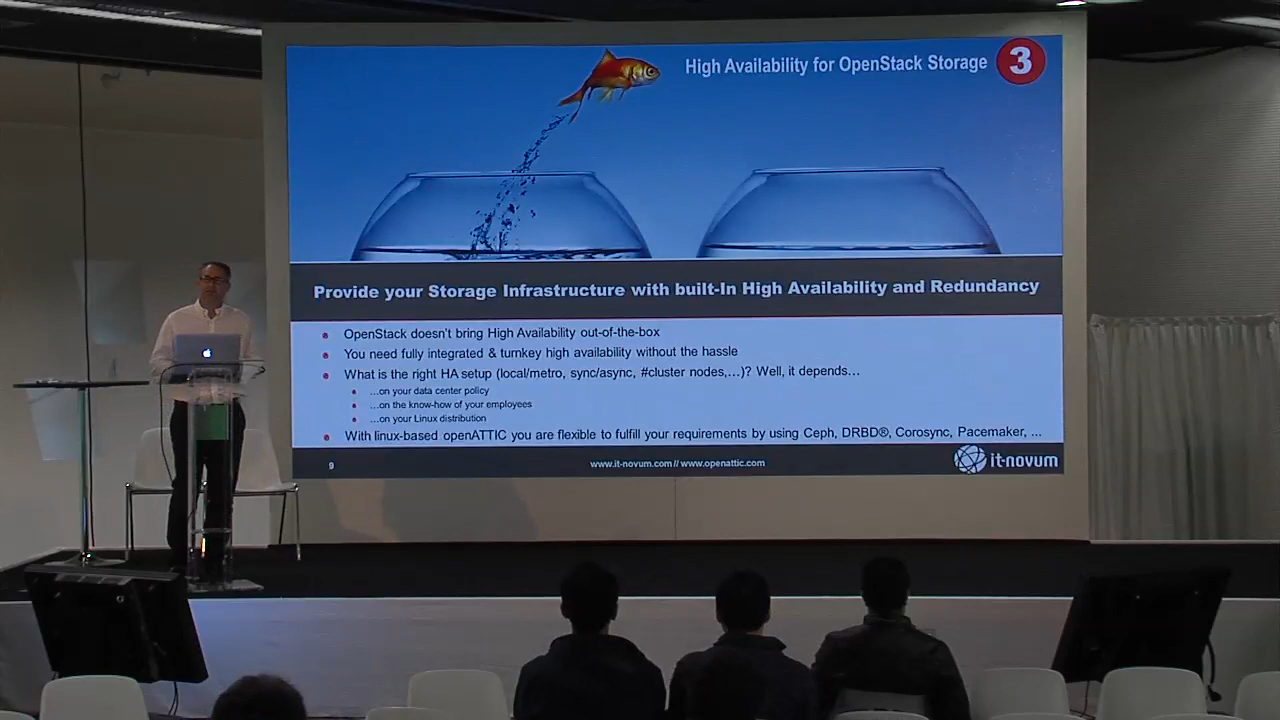 High Availability for OpenStack Storage
3
Provide your Storage Infrastructure with built-In High Availability and Redundancy
OpenStack doesn't bring High Availability out-of-the-box
You need fully integrated & turnkey high availability without the hassle
What is the right HA setup (local/metro, sync/async, #cluster nodes,...)? Well, it depends...
...on your data center policy
...on the know-how of your employees
...on your Linux distribution
With linux-based openATTIC you are flexible to fulfill your requirements by using Ceph, DRBD®, Corosync, Pacemaker, ...
9
www.it-novum.com // www.openattic.com
it-novum